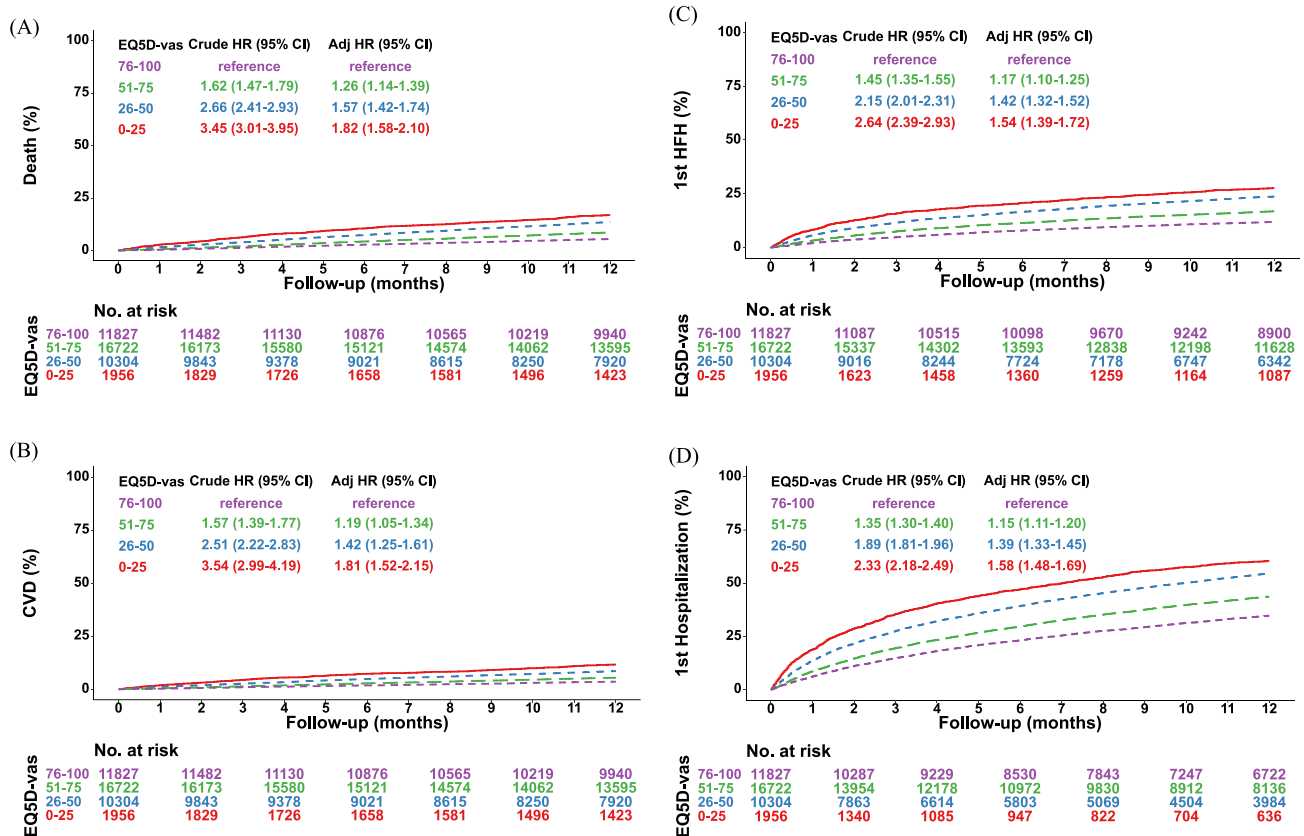 (A)
100
75
50
25
0
Death (%)
EQ5D-vas Crude HR (95% CI) Adj HR (95% CI)
76-100 reference reference
51-75 1.62 (1.47-1.79) 1.26 (1.14-1.39)
26-50 2.66 (2.41-2.93) 1.57 (1.42-1.74)
0-25 3.45 (3.01-3.95) 1.82 (1.58-2.10)
0 1 2 3 4 5 6 7 8 9 10 11 12
Follow-up (months)
No. at risk
EQ5D-vas
76-100 11827 11482 11130 10876 10565 10219 9940
51-75 16722 16173 15580 15121 14574 14062 13595
26-50 10304 9843 9378 9021 8615 8250 7920
0-25 1956 1829 1726 1658 1581 1496 1423
(C)
100
75
50
25
0
1st HFH (%)
EQ5D-vas Crude HR (95% CI) Adj HR (95% CI)
76-100 reference reference
51-75 1.45 (1.35-1.55) 1.17 (1.10-1.25)
26-50 2.15 (2.01-2.31) 1.42 (1.32-1.52)
0-25 2.64 (2.39-2.93) 1.54 (1.39-1.72)
0 1 2 3 4 5 6 7 8 9 10 11 12
Follow-up (months)
No. at risk
EQ5D-vas
76-100 11827 11087 10515 10098 9670 9242 8900
51-75 16722 15337 14302 13593 12838 12198 11628
26-50 10304 9016 8244 7724 7178 6747 6342
0-25 1956 1623 1458 1360 1259 1164 1087
(B)
100
75
50
25
0
CVD (%)
EQ5D-vas Crude HR (95% CI) Adj HR (95% CI)
76-100 reference reference
51-75 1.57 (1.39-1.77) 1.19 (1.05-1.34)
26-50 2.51 (2.22-2.83) 1.42 (1.25-1.61)
0-25 3.54 (2.99-4.19) 1.81 (1.52-2.15)
0 1 2 3 4 5 6 7 8 9 10 11 12
Follow-up (months)
No. at risk
EQ5D-vas
76-100 11827 11482 11130 10876 10565 10219 9940
51-75 16722 16173 15580 15121 14574 14062 13595
26-50 10304 9843 9378 9021 8615 8250 7920
0-25 1956 1829 1726 1658 1581 1496 1423
(D)
100
75
50
25
0
1st Hospitalization (%)
EQ5D-vas Crude HR (95% CI) Adj HR (95% CI)
76-100 reference reference
51-75 1.35 (1.30-1.40) 1.15 (1.11-1.20)
26-50 1.89 (1.81-1.96) 1.39 (1.33-1.45)
0-25 2.33 (2.18-2.49) 1.58 (1.48-1.69)
0 1 2 3 4 5 6 7 8 9 10 11 12
Follow-up (months)
No. at risk
EQ5D-vas
76-100 11827 10287 9229 8530 7843 7247 6722
51-75 16722 13954 12178 10972 9830 8912 8136
26-50 10304 7863 6614 5803 5069 4504 3984
0-25 1956 1340 1085 947 822 704 636